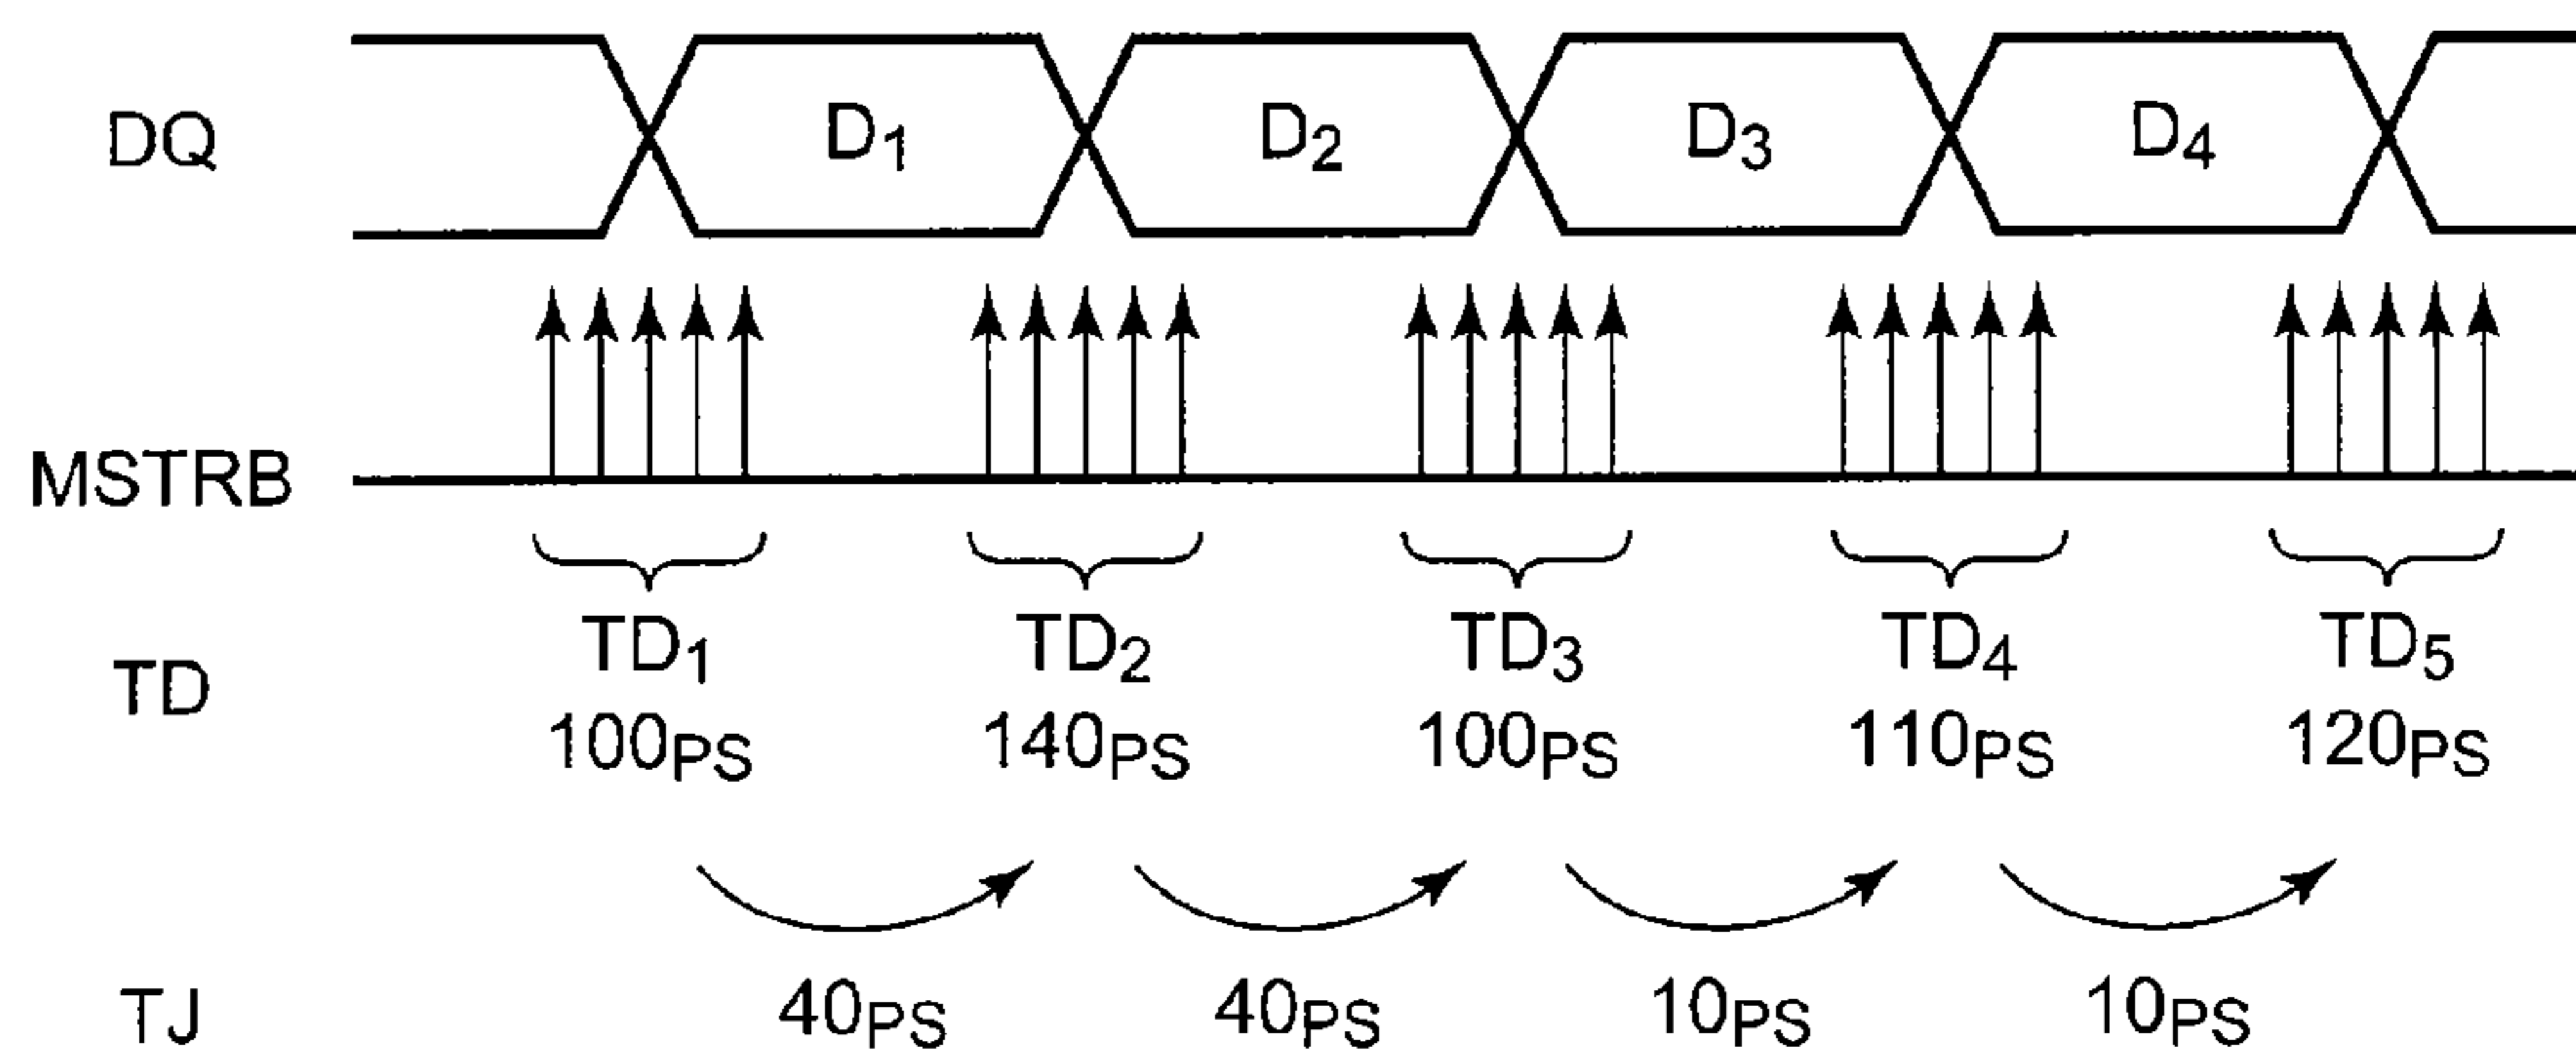 DQ D1 D2 D3 D4
MSTRB
TD TD1 TD2 TD3 TD4 TD5
100PS 140PS 100PS 110PS 120PS
TJ 40PS 40PS 10PS 10PS